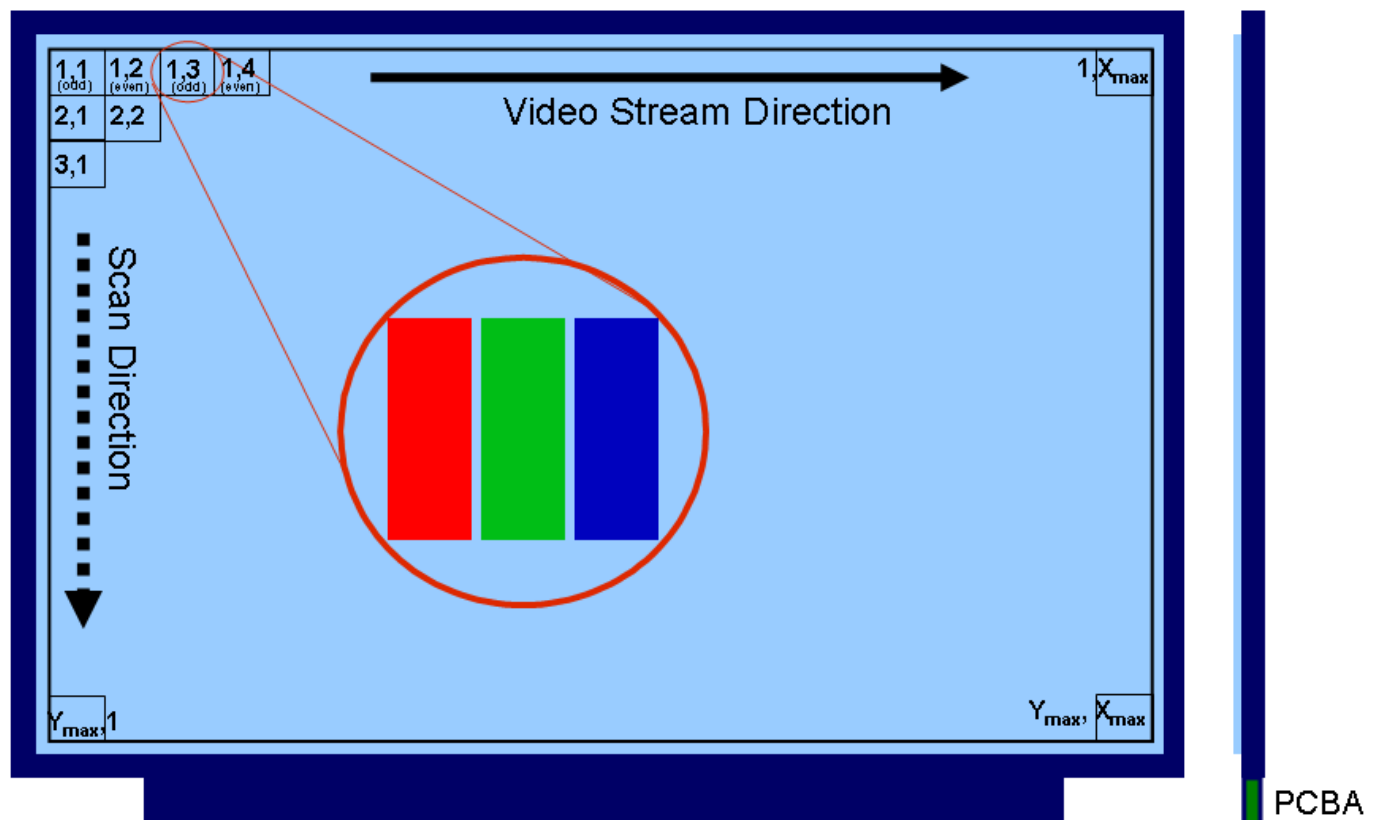 1,1 1,2 1,3 1,4 1,Xmax
(odd) (even) (odd) (even)
Video Stream Direction
2,1 2,2
3,1
Scan Direction
Ymax,1 Ymax, Xmax
PCBA